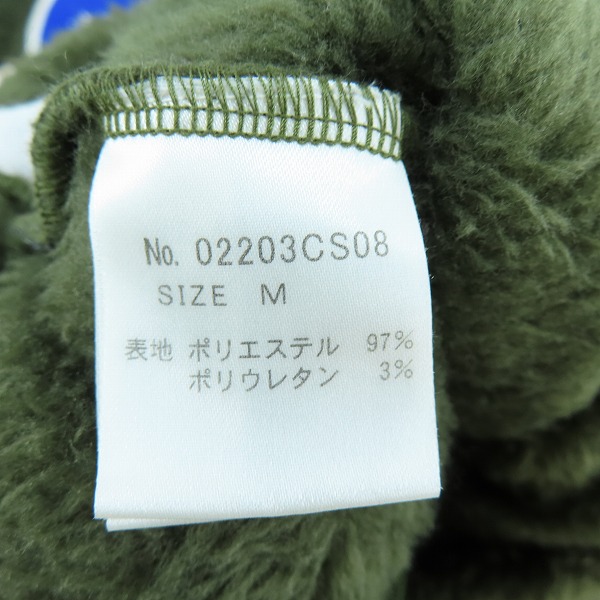 No. 02203CS08
SIZE M
表地 ポリエステル 97%
ポリウレタン 3%